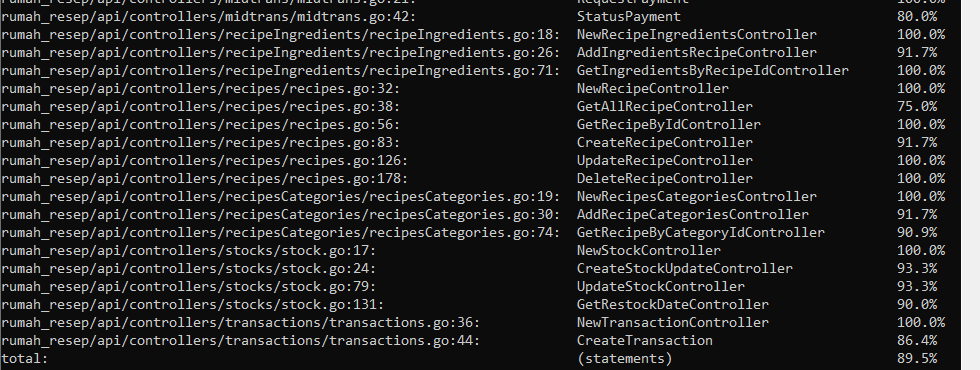 rumah_resep/api/controllers/midtrans/midtrans.go:21: RequestPayment 100.0%
rumah_resep/api/controllers/midtrans/midtrans.go:42: StatusPayment 80.0%
rumah_resep/api/controllers/recipeIngredients/recipeIngredients.go:18: NewRecipeIngredientsController 100.0%
rumah_resep/api/controllers/recipeIngredients/recipeIngredients.go:26: AddIngredientsRecipeController 91.7%
rumah_resep/api/controllers/recipeIngredients/recipeIngredients.go:71: GetIngredientsByRecipeIdController 100.0%
rumah_resep/api/controllers/recipes/recipes.go:32: NewRecipeController 100.0%
rumah_resep/api/controllers/recipes/recipes.go:38: GetAllRecipeController 75.0%
rumah_resep/api/controllers/recipes/recipes.go:56: GetRecipeByIdController 100.0%
rumah_resep/api/controllers/recipes/recipes.go:83: CreateRecipeController 91.7%
rumah_resep/api/controllers/recipes/recipes.go:126: UpdateRecipeController 100.0%
rumah_resep/api/controllers/recipes/recipes.go:178: DeleteRecipeController 100.0%
rumah_resep/api/controllers/recipesCategories/recipesCategories.go:19: NewRecipesCategoriesController 100.0%
rumah_resep/api/controllers/recipesCategories/recipesCategories.go:30: AddRecipeCategoriesController 91.7%
rumah_resep/api/controllers/recipesCategories/recipesCategories.go:74: GetRecipeByCategoryIdController 90.9%
rumah_resep/api/controllers/stocks/stock.go:17: NewStockController 100.0%
rumah_resep/api/controllers/stocks/stock.go:24: CreateStockUpdateController 93.3%
rumah_resep/api/controllers/stocks/stock.go:79: UpdateStockController 93.3%
rumah_resep/api/controllers/stocks/stock.go:131: GetRestockDateController 90.0%
rumah_resep/api/controllers/transactions/transactions.go:36: NewTransactionController 100.0%
rumah_resep/api/controllers/transactions/transactions.go:44: CreateTransaction 86.4%
total: (statements) 89.5%